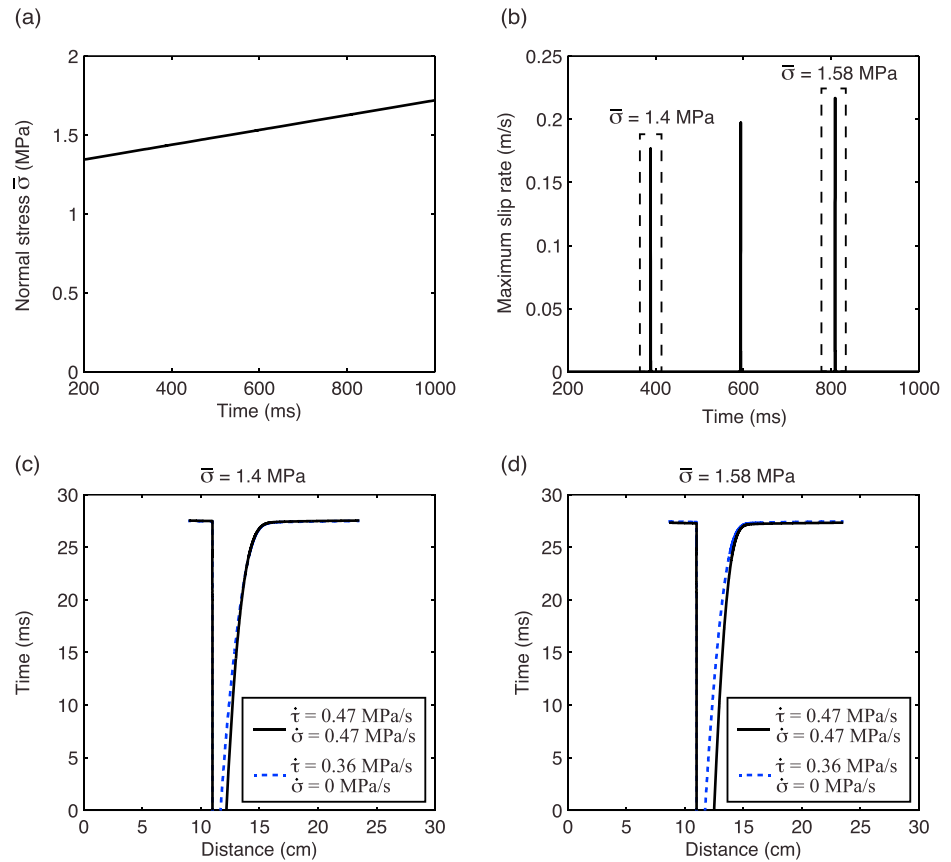 (a)
Normal stress σ̅ (MPa)
2
1.5
1
0.5
0
200 400 600 800 1000
Time (ms)
(b)
Maximum slip rate (m/s)
0.25
0.2
0.15
0.1
0.05
0
σ̅ = 1.4 MPa
σ̅ = 1.58 MPa
200 400 600 800 1000
Time (ms)
(c)
σ̅ = 1.4 MPa
Time (ms)
30
25
20
15
10
5
0
τ̇ = 0.47 MPa/s
σ̇ = 0.47 MPa/s
τ̇ = 0.36 MPa/s
σ̇ = 0 MPa/s
0 5 10 15 20 25 30
Distance (cm)
(d)
σ̅ = 1.58 MPa
Time (ms)
30
25
20
15
10
5
0
τ̇ = 0.47 MPa/s
σ̇ = 0.47 MPa/s
τ̇ = 0.36 MPa/s
σ̇ = 0 MPa/s
0 5 10 15 20 25 30
Distance (cm)